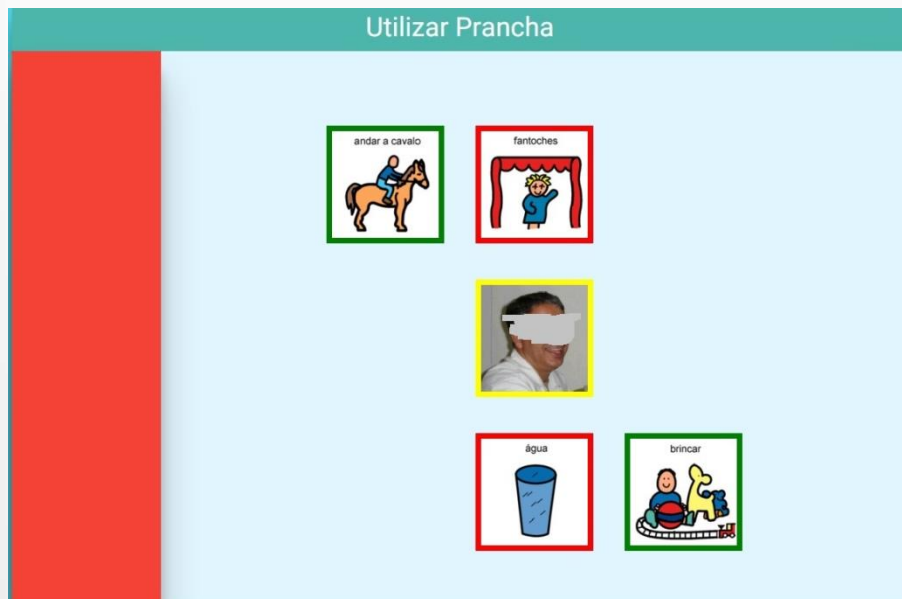 Utilizar Prancha
andar a cavalo
fantoches
água
brincar